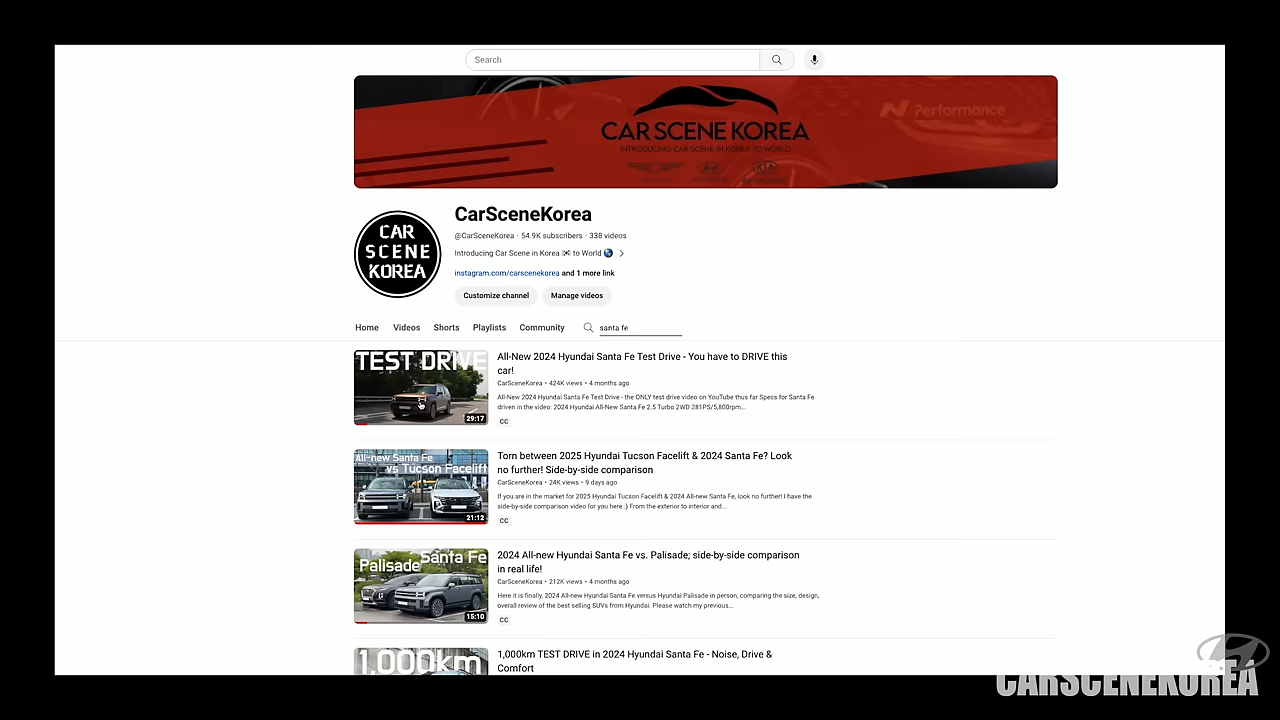 Search
N Performance
CAR SCENE KOREA
INTRODUCING CAR SCENE IN KOREA TO WORLD
KIA
CAR
SCENE
KOREA
CarSceneKorea
@CarSceneKorea · 54.9K subscribers · 338 videos
Introducing Car Scene in Korea 🇰🇷 to World 🌏
instagram.com/carscenekorea and 1 more link
Customize channel Manage videos
Home Videos Shorts Playlists Community santa fe
TEST DRIVE
29:17
All-New 2024 Hyundai Santa Fe Test Drive - You have to DRIVE this
car!
CarSceneKorea • 424K views • 4 months ago
All-New 2024 Hyundai Santa Fe Test Drive - the ONLY test drive video on YouTube thus far Specs for Santa Fe
driven in the video: 2024 Hyundai All-New Santa Fe 2.5 Turbo 2WD 281PS/5,800rpm...
CC
All-new Santa Fe
vs Tucson Facelift
21:12
Torn between 2025 Hyundai Tucson Facelift & 2024 Santa Fe? Look
no further! Side-by-side comparison
CarSceneKorea • 24K views • 9 days ago
If you are in the market for 2025 Hyundai Tucson Facelift & 2024 All-new Santa Fe, look no further! I have the
side-by-side comparison video for you here :) From the exterior to interior and...
CC
Santa Fe
Palisade
15:10
2024 All-new Hyundai Santa Fe vs. Palisade; side-by-side comparison
in real life!
CarSceneKorea • 212K views • 4 months ago
Here it is finally, 2024 All-new Hyundai Santa Fe versus Hyundai Palisade in person, comparing the size, design,
overall review of the best selling SUVs from Hyundai. Please watch my previous...
CC
1,000km
1,000km TEST DRIVE in 2024 Hyundai Santa Fe - Noise, Drive &
Comfort
CARSCENEKOREA